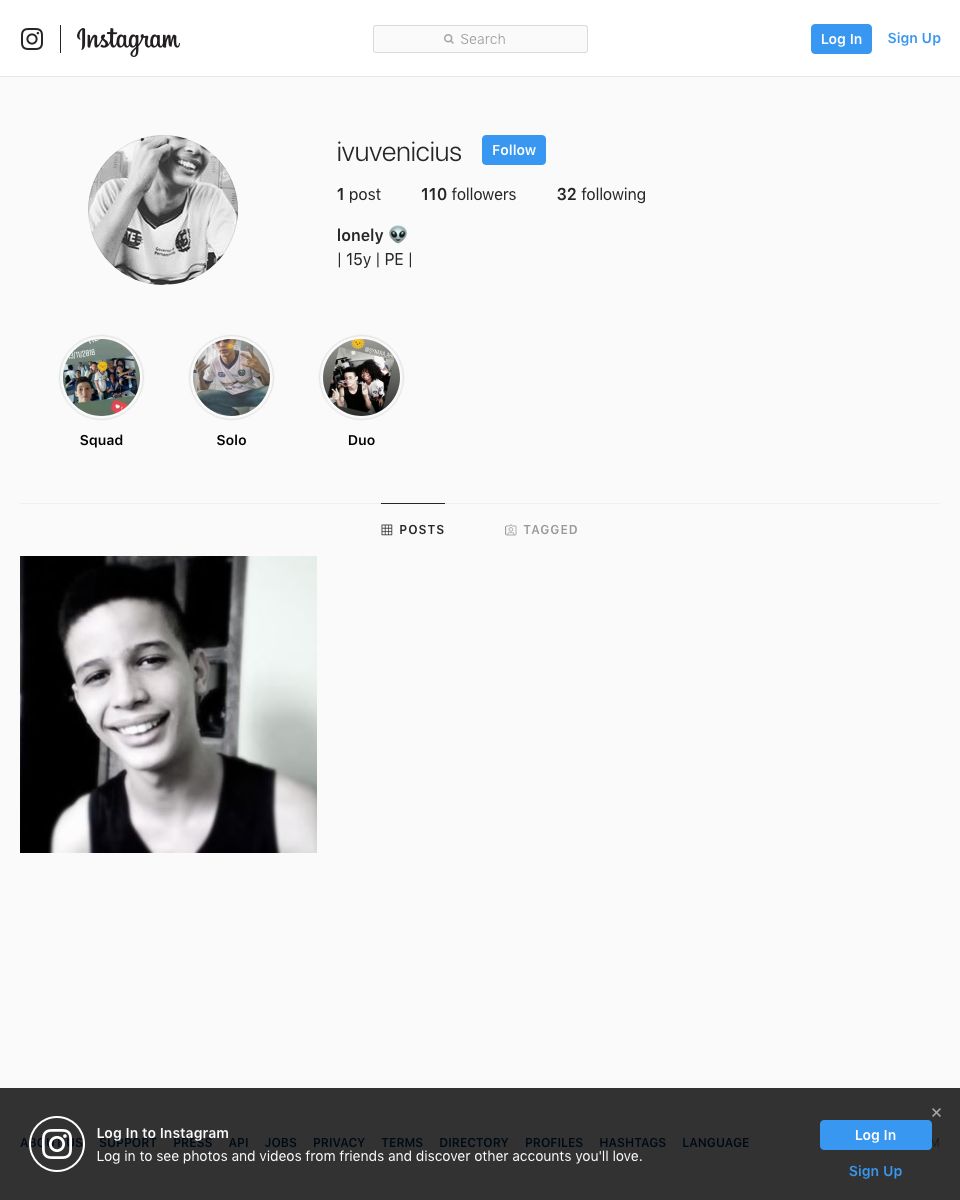 Instagram
Search
Log In
Sign Up
ivuvenicius
Follow
1 post
110 followers
32 following
lonely 👽
| 15y | PE |
Squad
Solo
Duo
POSTS
TAGGED
SUPPORT PRESS API JOBS PRIVACY TERMS DIRECTORY PROFILES HASHTAGS LANGUAGE
Log In to Instagram
Log in to see photos and videos from friends and discover other accounts you'll love.
Log In
Sign Up